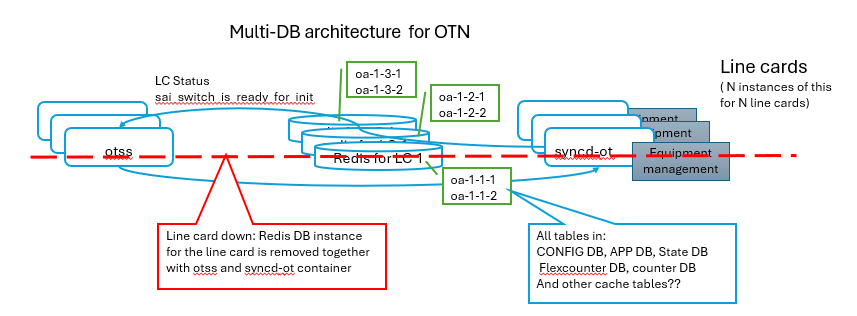 Multi-DB architecture for OTN
Line cards
( N instances of this
for N line cards)
LC Status
sai_switch_is_ready_for_init
oa-1-3-1
oa-1-3-2
oa-1-2-1
oa-1-2-2
otss
Redis for LC 1
syncd-ot
Equipment
management
oa-1-1-1
oa-1-1-2
Line card down: Redis DB instance
for the line card is removed together
with otss and syncd-ot container
All tables in:
CONFIG DB, APP DB, State DB
Flexcounter DB, counter DB
And other cache tables??